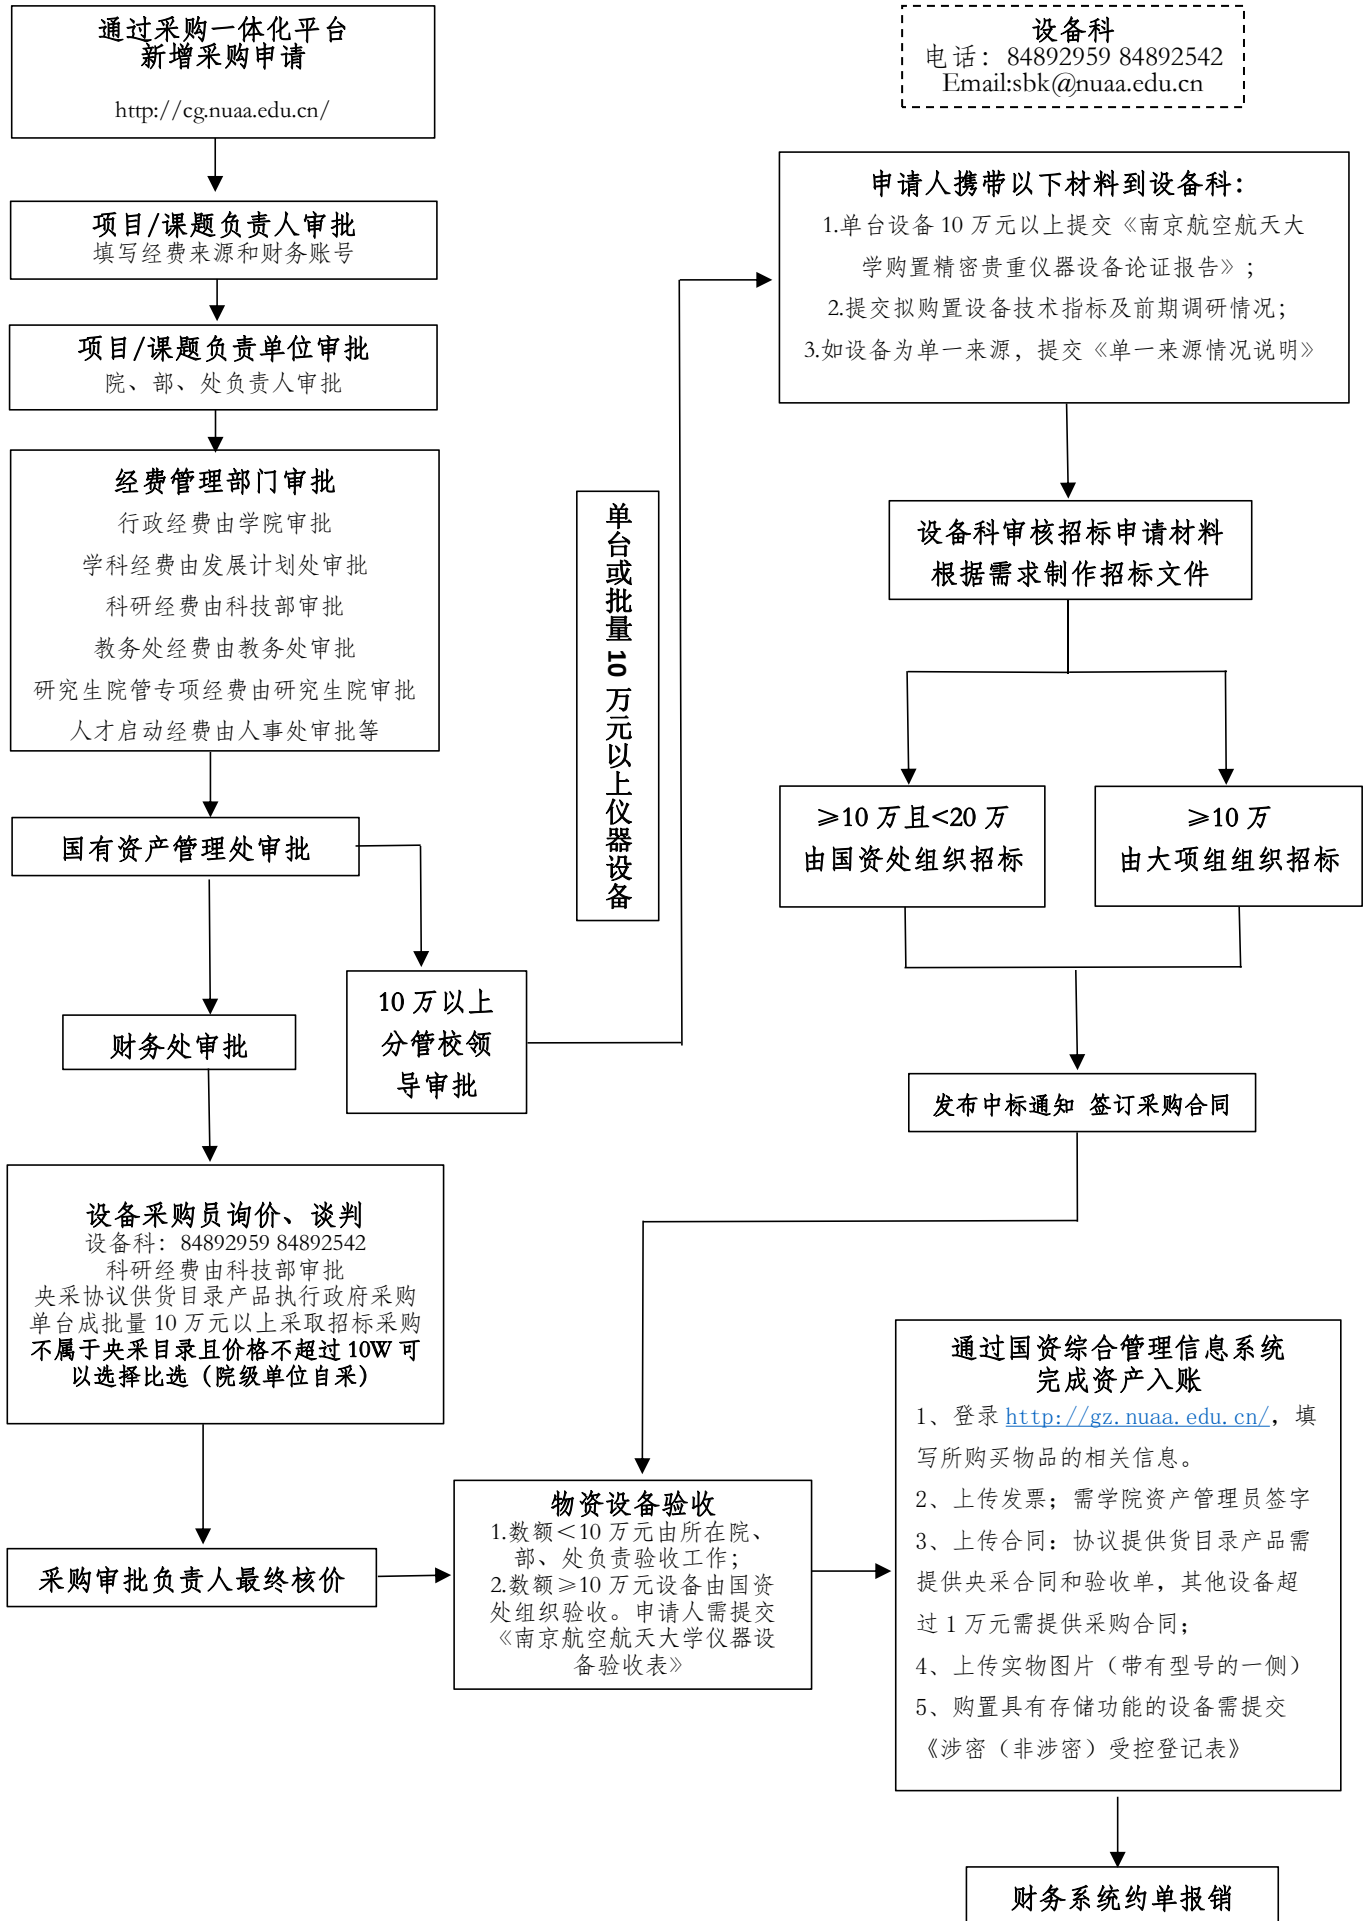 通过采购一体化平台
新增采购申请
http://cg.nuaa.edu.cn/
项目/课题负责人审批
填写经费来源和财务账号
项目/课题负责单位审批
院、部、处负责人审批
经费管理部门审批
行政经费由学院审批
学科经费由发展计划处审批
科研经费由科技部审批
教务处经费由教务处审批
研究生院管专项经费由研究生院审批
人才启动经费由人事处审批等
国有资产管理处审批
财务处审批
10 万以上
分管校领
导审批
设备采购员询价、谈判
设备科：84892959 84892542
科研经费由科技部审批
央采协议供货目录产品执行政府采购
单台成批量 10 万元以上采取招标采购
不属于央采目录且价格不超过 10W 可
以选择比选（院级单位自采）
采购审批负责人最终核价
单台或批量 10 万元以上仪器设备
设备科
电话：84892959 84892542
Email:sbk@nuaa.edu.cn
申请人携带以下材料到设备科：
1.单台设备 10 万元以上提交《南京航空航天大
学购置精密贵重仪器设备论证报告》；
2.提交拟购置设备技术指标及前期调研情况；
3.如设备为单一来源，提交《单一来源情况说明》
设备科审核招标申请材料
根据需求制作招标文件
≥10 万且<20 万
由国资处组织招标
≥10 万
由大项组组织招标
发布中标通知 签订采购合同
物资设备验收
1.数额＜10 万元由所在院、
部、处负责验收工作；
2.数额≥10 万元设备由国资
处组织验收。申请人需提交
《南京航空航天大学仪器设
备验收表》
通过国资综合管理信息系统
完成资产入账
1、登录 http://gz.nuaa.edu.cn/，填
写所购买物品的相关信息。
2、上传发票；需学院资产管理员签字
3、上传合同：协议提供货目录产品需
提供央采合同和验收单，其他设备超
过 1 万元需提供采购合同；
4、上传实物图片（带有型号的一侧）
5、购置具有存储功能的设备需提交
《涉密（非涉密）受控登记表》
财务系统约单报销